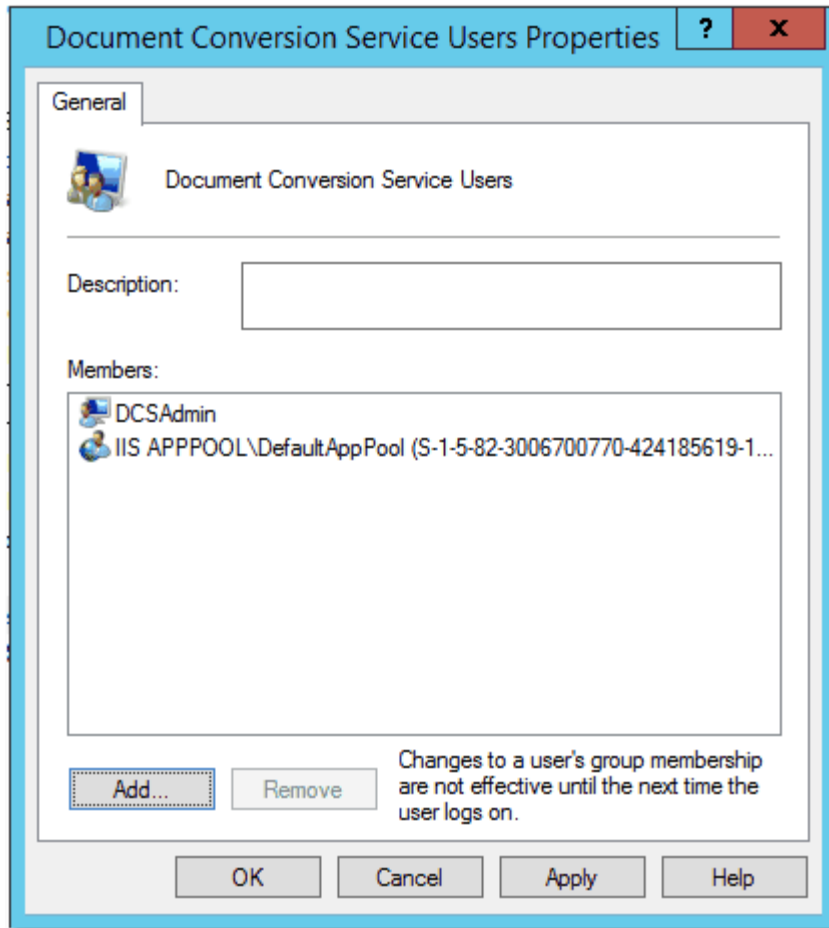 Document Conversion Service Users Properties
?
x
General
Document Conversion Service Users
Description:
Members:
DCSAdmin
IIS APPPOOL\DefaultAppPool (S-1-5-82-3006700770-424185619-1...
Add...
Remove
Changes to a user's group membership
are not effective until the next time the
user logs on.
OK
Cancel
Apply
Help